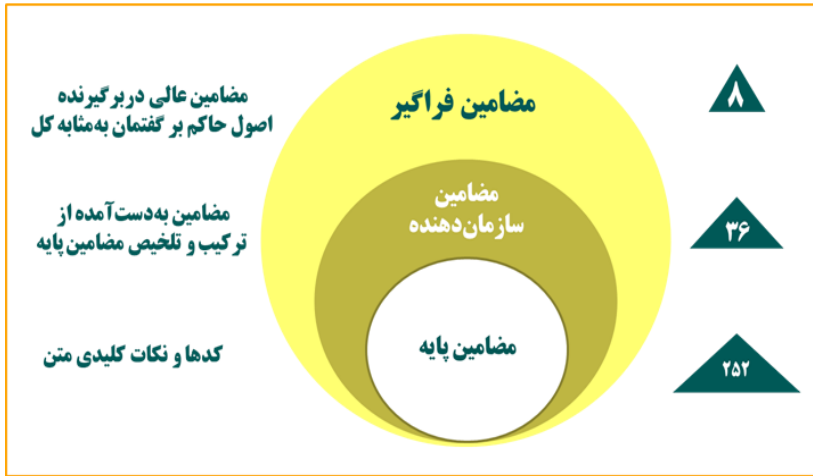 ۸
مضامین فراگیر
مضامین عالی دربرگیرنده
اصول حاکم بر گفتمان به‌مثابه کل
۳۶
مضامین
سازمان‌دهنده
مضامین به‌دست‌آمده از
ترکیب و تلخیص مضامین پایه
۲۵۲
مضامین پایه
کدها و نکات کلیدی متن